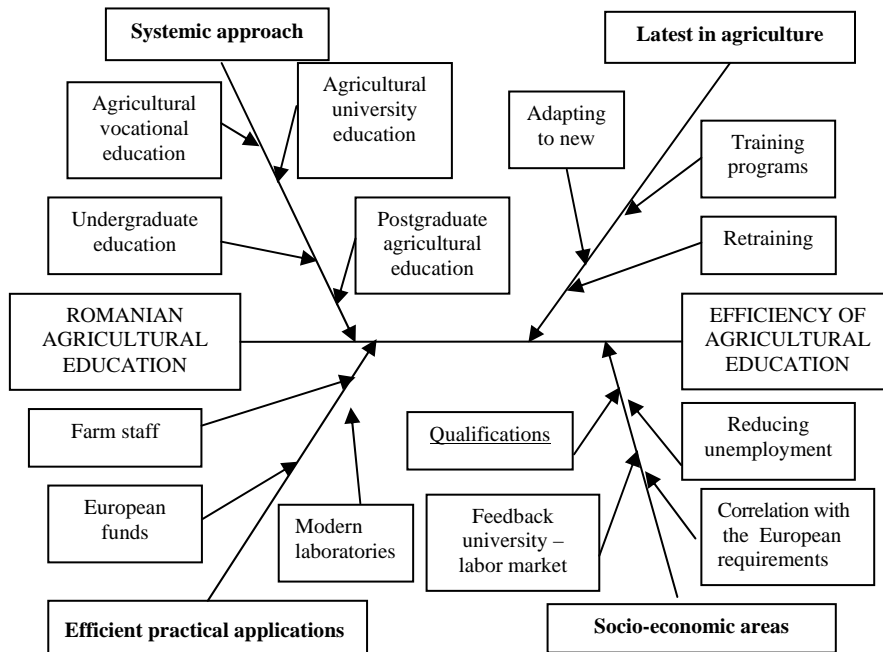 Systemic approach
Latest in agriculture
Agricultural
vocational
education
Agricultural
university
education
Adapting
to new
Training
programs
Undergraduate
education
Postgraduate
agricultural
education
Retraining
ROMANIAN
AGRICULTURAL
EDUCATION
EFFICIENCY OF
AGRICULTURAL
EDUCATION
Farm staff
Qualifications
Reducing
unemployment
European
funds
Modern
laboratories
Feedback
university –
labor market
Correlation with
the European
requirements
Efficient practical applications
Socio-economic areas